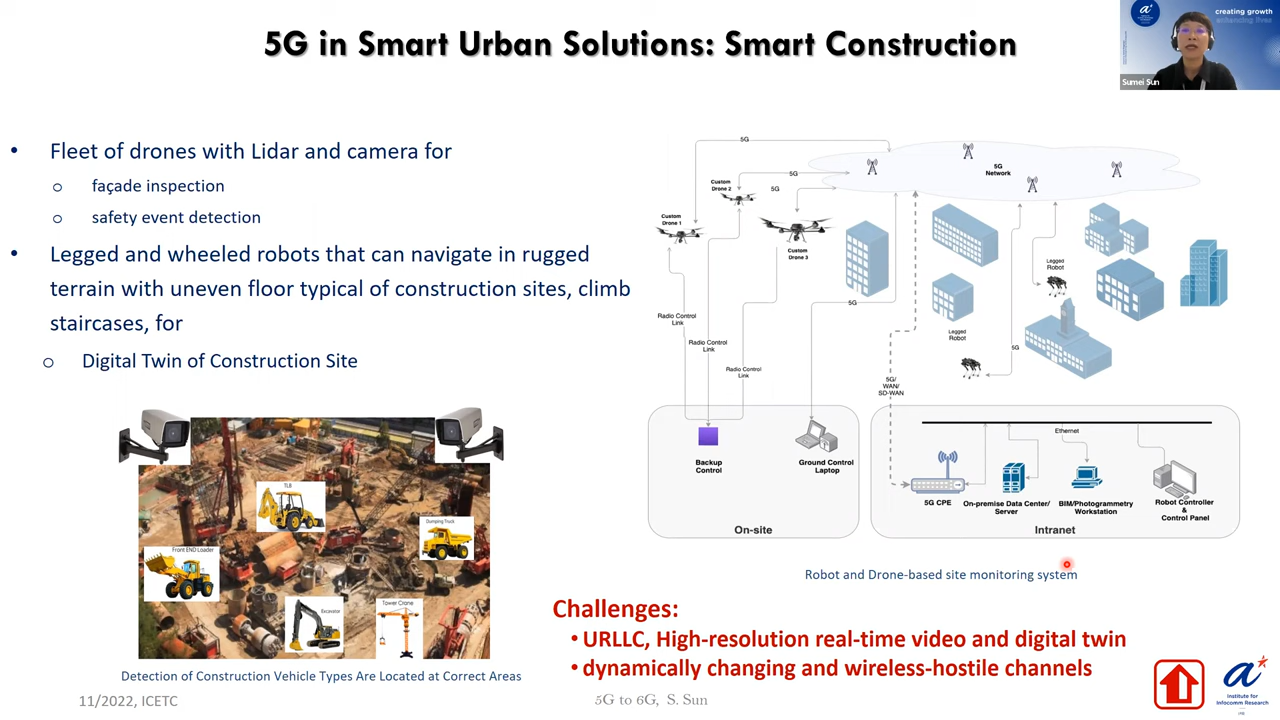 5G in Smart Urban Solutions: Smart Construction
creating growth
enhancing lives
Sumei Sun
• Fleet of drones with Lidar and camera for
o façade inspection
o safety event detection
• Legged and wheeled robots that can navigate in rugged
terrain with uneven floor typical of construction sites, climb
staircases, for
o Digital Twin of Construction Site
TLB
Dumping Truck
Front END Loader
Excavator
Tower Crane
Detection of Construction Vehicle Types Are Located at Correct Areas
5G
5G
5G
5G
Network
Custom
Drone 1
Custom
Drone 2
Custom
Drone 3
Legged
Robot
Legged
Robot
5G
5G
Radio Control
Link
Radio Control
Link
Radio Control
Link
5G/
WAN/
SD-WAN
Ethernet
Backup
Control
Ground Control
Laptop
On-site
5G CPE
On-premise Data Center/
Server
BIM/Photogrammetry
Workstation
Robot Controller
&
Control Panel
Intranet
Robot and Drone-based site monitoring system
Challenges:
• URLLC, High-resolution real-time video and digital twin
• dynamically changing and wireless-hostile channels
11/2022, ICETC
5G to 6G, S. Sun
Institute for
Infocomm Research